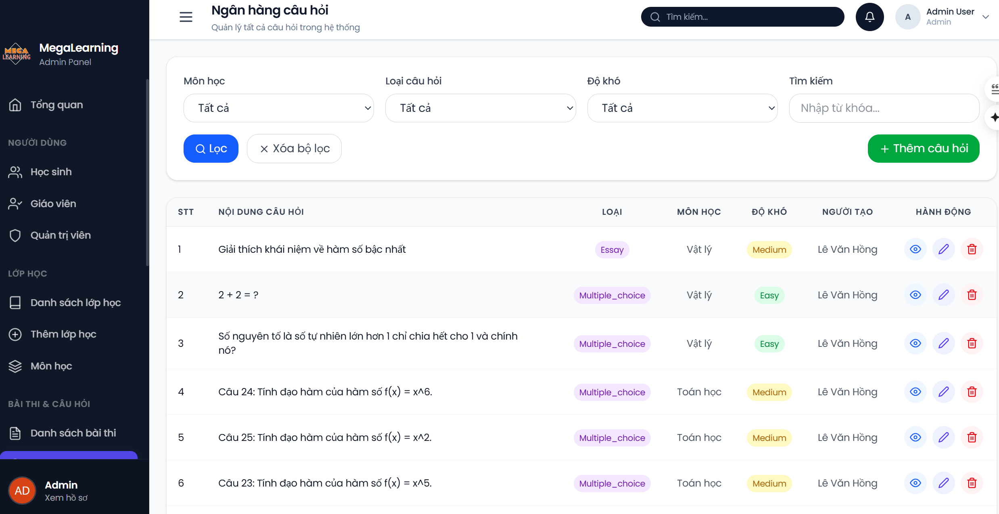 MEGA
LEARNING
MegaLearning
Admin Panel
Tổng quan
NGƯỜI DÙNG
Học sinh
Giáo viên
Quản trị viên
LỚP HỌC
Danh sách lớp học
Thêm lớp học
Môn học
BÀI THI & CÂU HỎI
Danh sách bài thi
AD
Admin
Xem hồ sơ
Ngân hàng câu hỏi
Quản lý tất cả câu hỏi trong hệ thống
Tìm kiếm...
A
Admin User
Admin
Môn học Loại câu hỏi Độ khó Tìm kiếm
Tất cả Tất cả Tất cả Nhập từ khóa...
Lọc Xóa bộ lọc + Thêm câu hỏi
STT NỘI DUNG CÂU HỎI LOẠI MÔN HỌC ĐỘ KHÓ NGƯỜI TẠO HÀNH ĐỘNG
1 Giải thích khái niệm về hàm số bậc nhất Essay Vật lý Medium Lê Văn Hồng
2 2 + 2 = ? Multiple_choice Vật lý Easy Lê Văn Hồng
3 Số nguyên tố là số tự nhiên lớn hơn 1 chỉ chia hết cho 1 và chính
nó? Multiple_choice Vật lý Easy Lê Văn Hồng
4 Câu 24: Tính đạo hàm của hàm số f(x) = x^6. Multiple_choice Toán học Medium Lê Văn Hồng
5 Câu 25: Tính đạo hàm của hàm số f(x) = x^2. Multiple_choice Toán học Medium Lê Văn Hồng
6 Câu 23: Tính đạo hàm của hàm số f(x) = x^5. Multiple_choice Toán học Medium Lê Văn Hồng